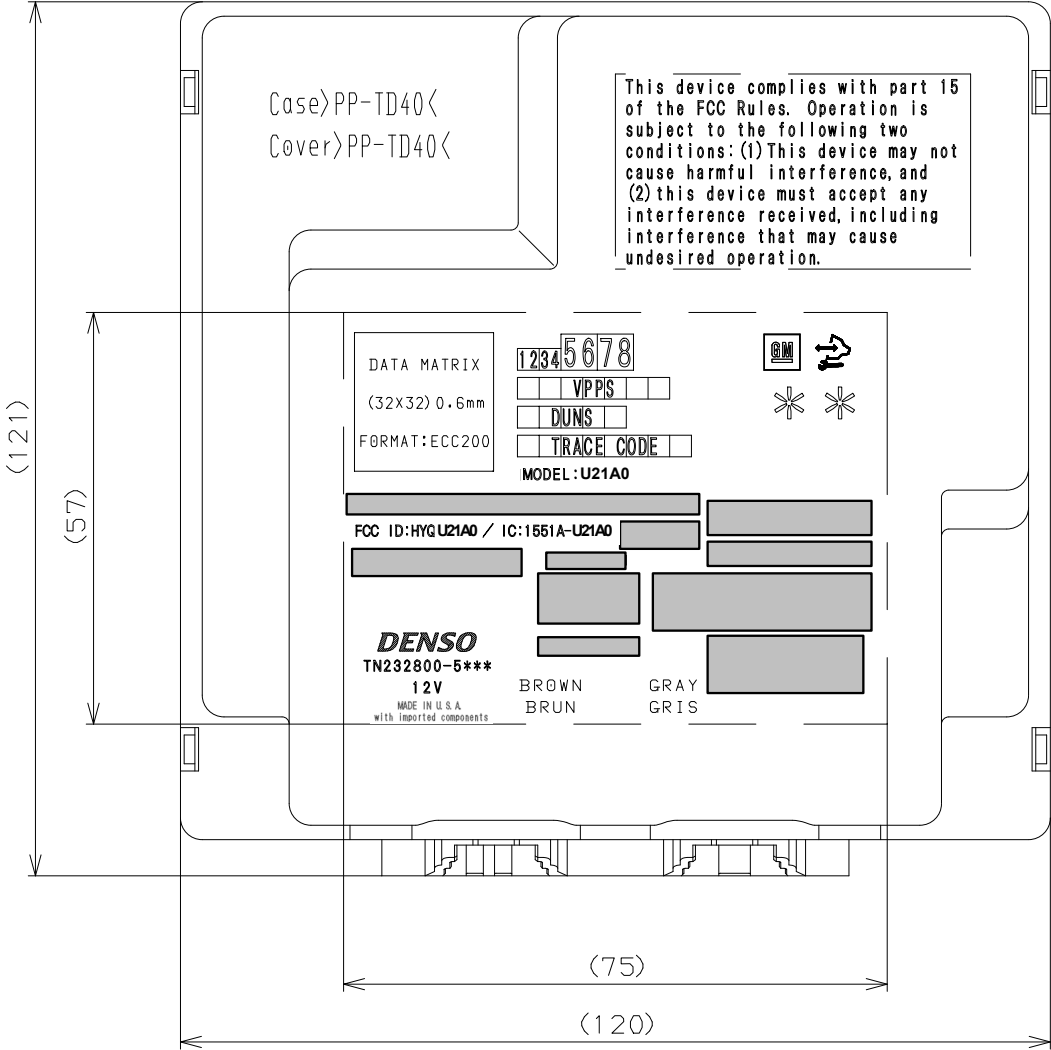 Case>PP-TD40<
Cover>PP-TD40<
This device complies with part 15
of the FCC Rules. Operation is
subject to the following two
conditions:(1)This device may not
cause harmful interference, and
(2)this device must accept any
interference received, including
interference that may cause
undesired operation.
DATA MATRIX
(32X32) 0.6mm
FORMAT:ECC200
12345678
VPPS
DUNS
TRACE CODE
MODEL:U21A0
GM
FCC ID:HYQU21A0 / IC:1551A-U21A0
DENSO
TN232800-5***
12V
MADE IN U.S.A.
with imported components
BROWN
BRUN
GRAY
GRIS
(121)
(57)
(75)
(120)